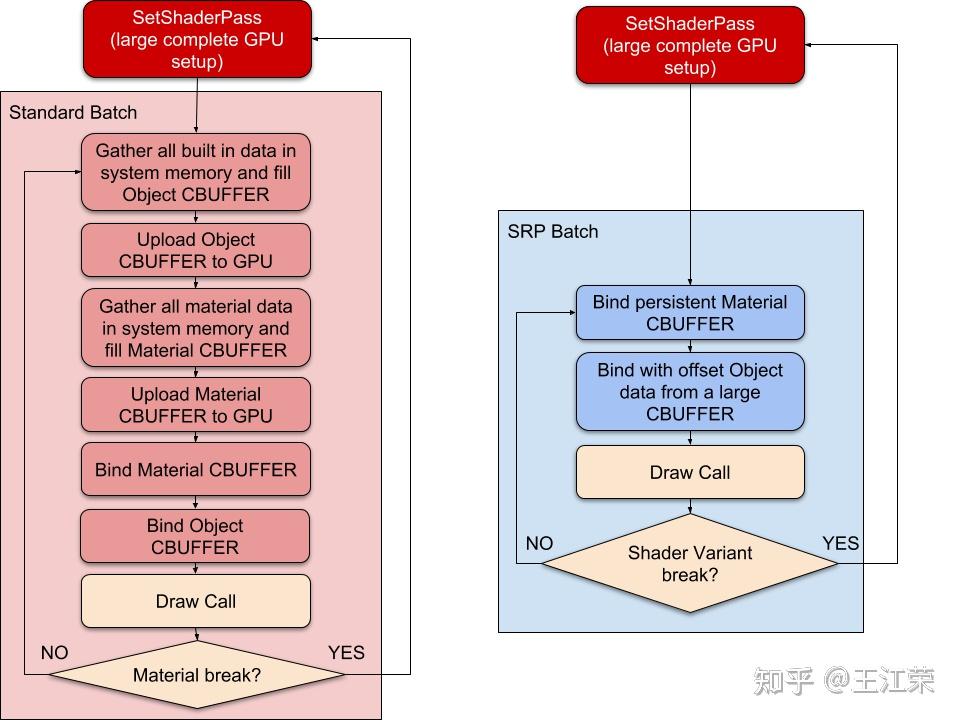 SetShaderPass
(large complete GPU
setup)
Standard Batch
Gather all built in data in
system memory and fill
Object CBUFFER
Upload Object
CBUFFER to GPU
Gather all material data
in system memory and
fill Material CBUFFER
Upload Material
CBUFFER to GPU
Bind Material CBUFFER
Bind Object
CBUFFER
Draw Call
NO
YES
Material break?
SetShaderPass
(large complete GPU
setup)
SRP Batch
Bind persistent Material
CBUFFER
Bind with offset Object
data from a large
CBUFFER
Draw Call
NO
YES
Shader Variant
break?
知乎 @王江荣